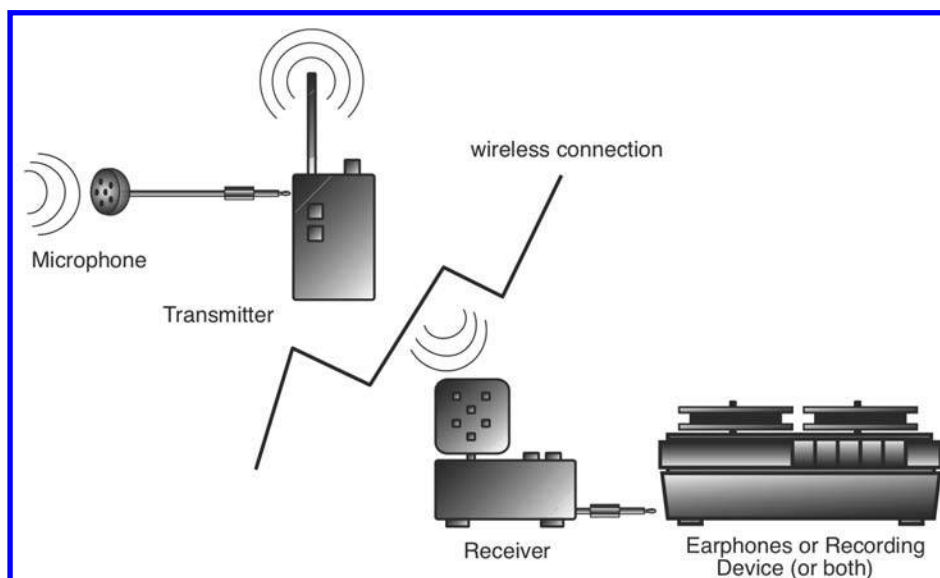 wireless connection
Microphone
Transmitter
Receiver
Earphones or Recording
Device (or both)